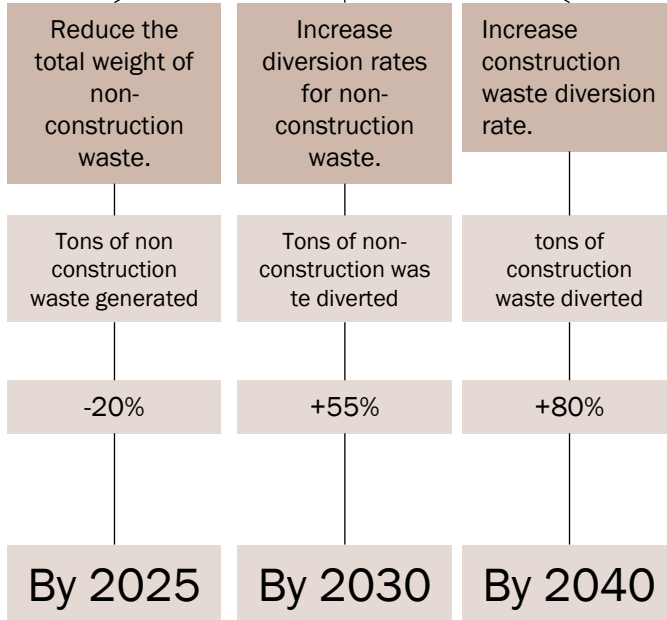 Reduce the
total weight of
non-
construction
waste.
Increase
diversion rates
for non-
construction
waste.
Increase
construction
waste diversion
rate.
Tons of non
construction
waste generated
Tons of non-
construction was
te diverted
tons of
construction
waste diverted
-20%
+55%
+80%
By 2025
By 2030
By 2040